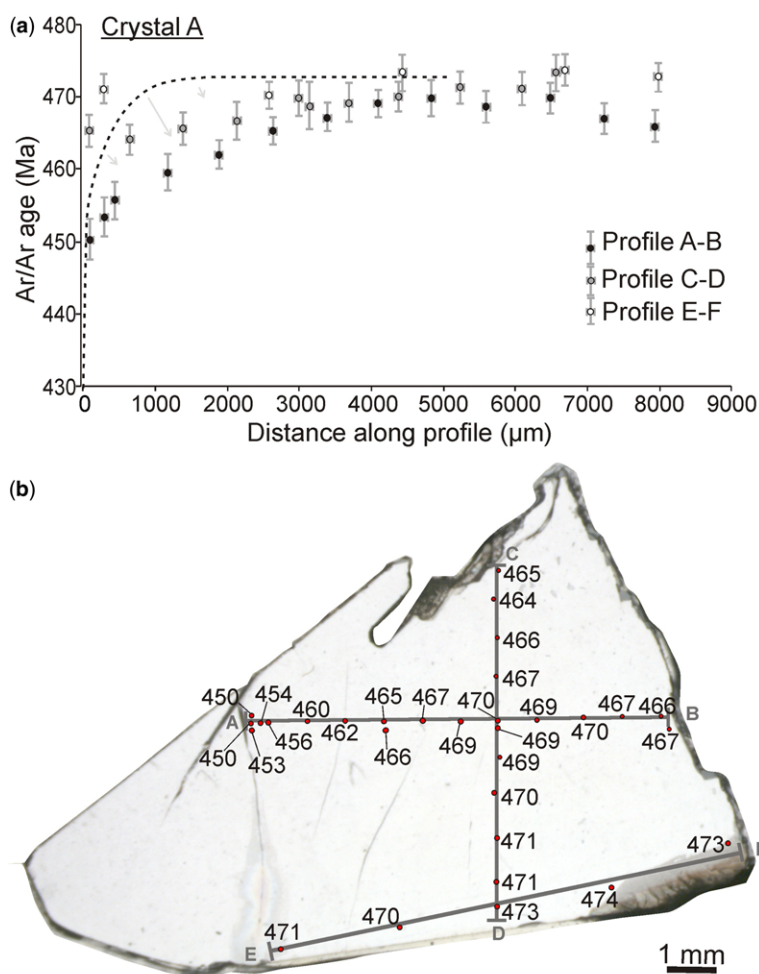 (a) Crystal A
480
470
460
450
440
430
Ar/Ar age (Ma)
Profile A-B
Profile C-D
Profile E-F
0 1000 2000 3000 4000 5000 6000 7000 8000 9000
Distance along profile (µm)
(b)
C
465
464
466
467
450 454 460 465 467 470 469 467 466
A B
450 456 462 469 470 467
453 466 469
469
470
471
473
471 474
470 473
471 D
E
1 mm